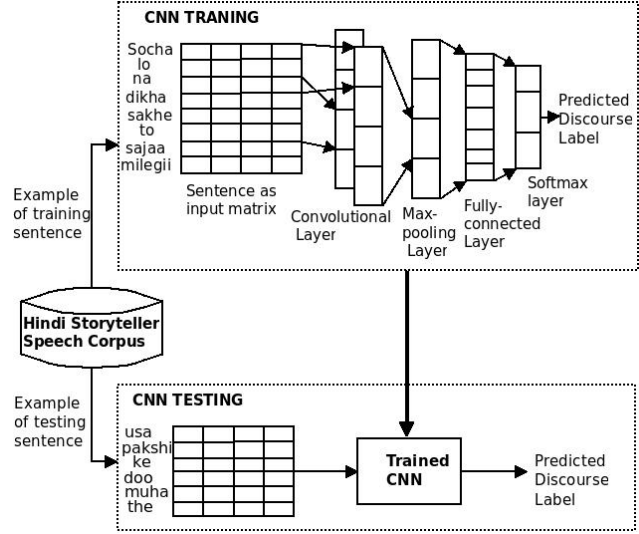 CNN TRANING
Socha
lo
na
dikha
sakhe
to
sajaa
milegii
Sentence as
input matrix
Convolutional
Layer
Max-
pooling
Layer
Fully-
connected
Layer
Softmax
layer
Predicted
Discourse
Label
Example
of training
sentence
Hindi Storyteller
Speech Corpus
Example
of testing
sentence
CNN TESTING
usa
pakshi
ke
doo
muha
the
Trained
CNN
Predicted
Discourse
Label